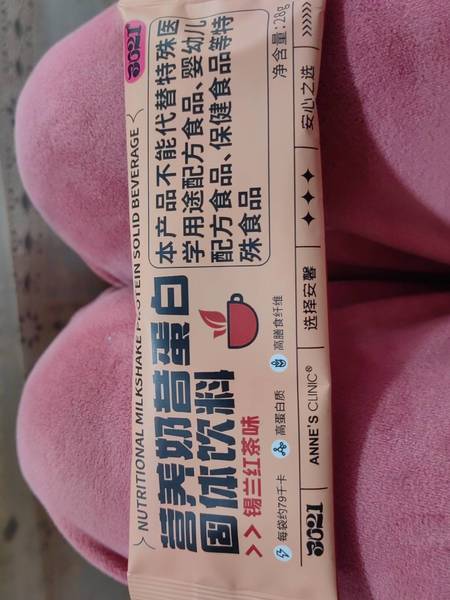 NUTRITIONAL MILKSHAKE PROTEIN SOLID BEVERAGE
3021
营养奶昔蛋白
固体饮料
>> 锡兰红茶味
每袋约79千卡
高蛋白质
高膳食纤维
本产品不能代替特殊医
学用途配方食品、婴幼儿
配方食品、保健食品等特
殊食品
净含量:28g
3021
ANNE'S CLINIC®
选择安馨
安心之选
>>>>>>